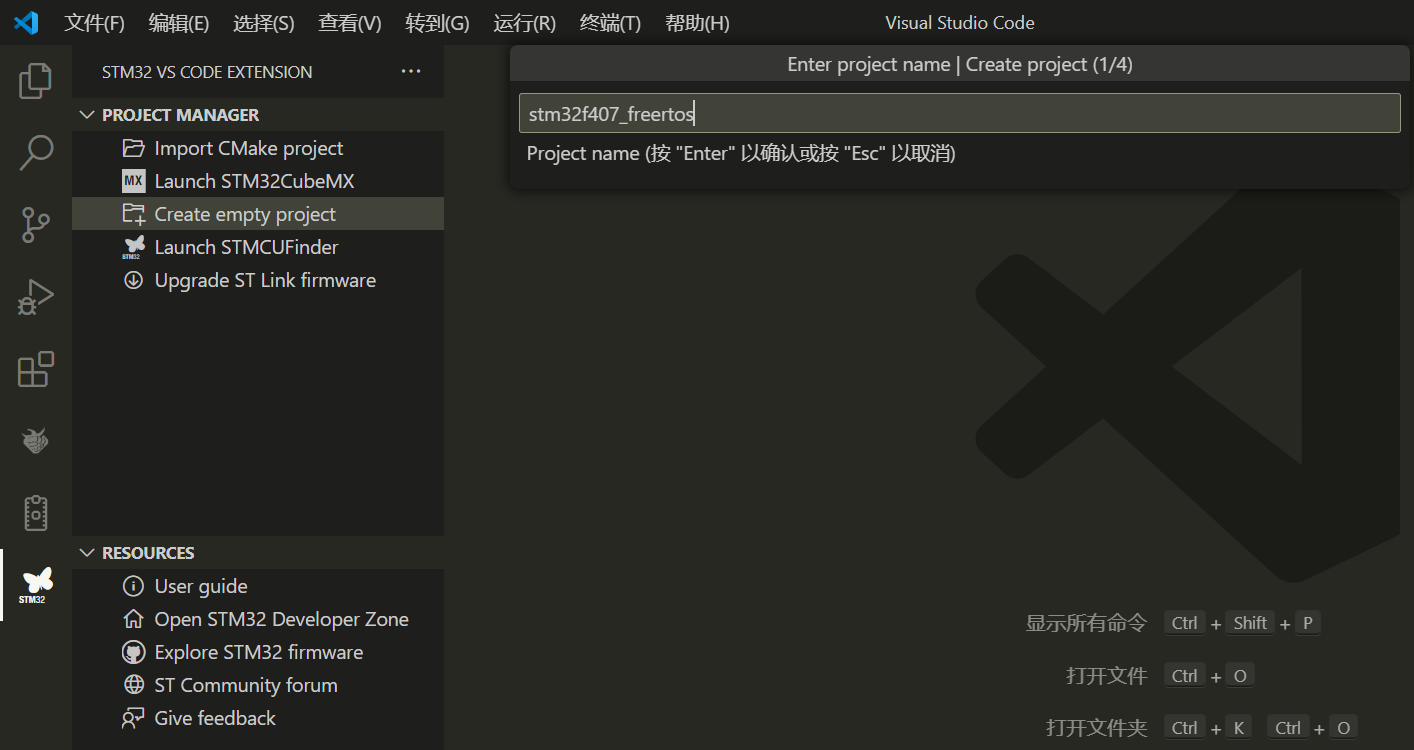 文件(F) 编辑(E) 选择(S) 查看(V) 转到(G) 运行(R) 终端(T) 帮助(H) Visual Studio Code
STM32 VS CODE EXTENSION
PROJECT MANAGER
Import CMake project
MX Launch STM32CubeMX
Create empty project
STM32 Launch STMCUFinder
Upgrade ST Link firmware
RESOURCES
User guide
Open STM32 Developer Zone
Explore STM32 firmware
ST Community forum
Give feedback
STM32
Enter project name | Create project (1/4)
stm32f407_freertos
Project name (按 "Enter" 以确认或按 "Esc" 以取消)
显示所有命令 Ctrl + Shift + P
打开文件 Ctrl + O
打开文件夹 Ctrl + K Ctrl + O